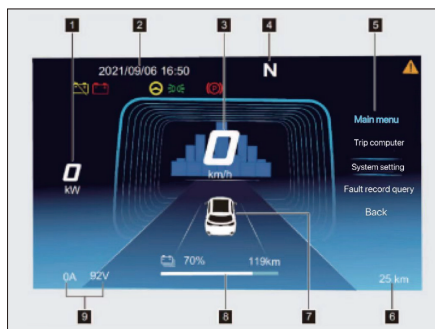 1
2
3
4
5
2021/09/06 16:50
N
Main menu
Trip computer
System setting
Fault record query
Back
0
kW
0
km/h
70%
119km
0A
92V
25 km
9
8
7
6